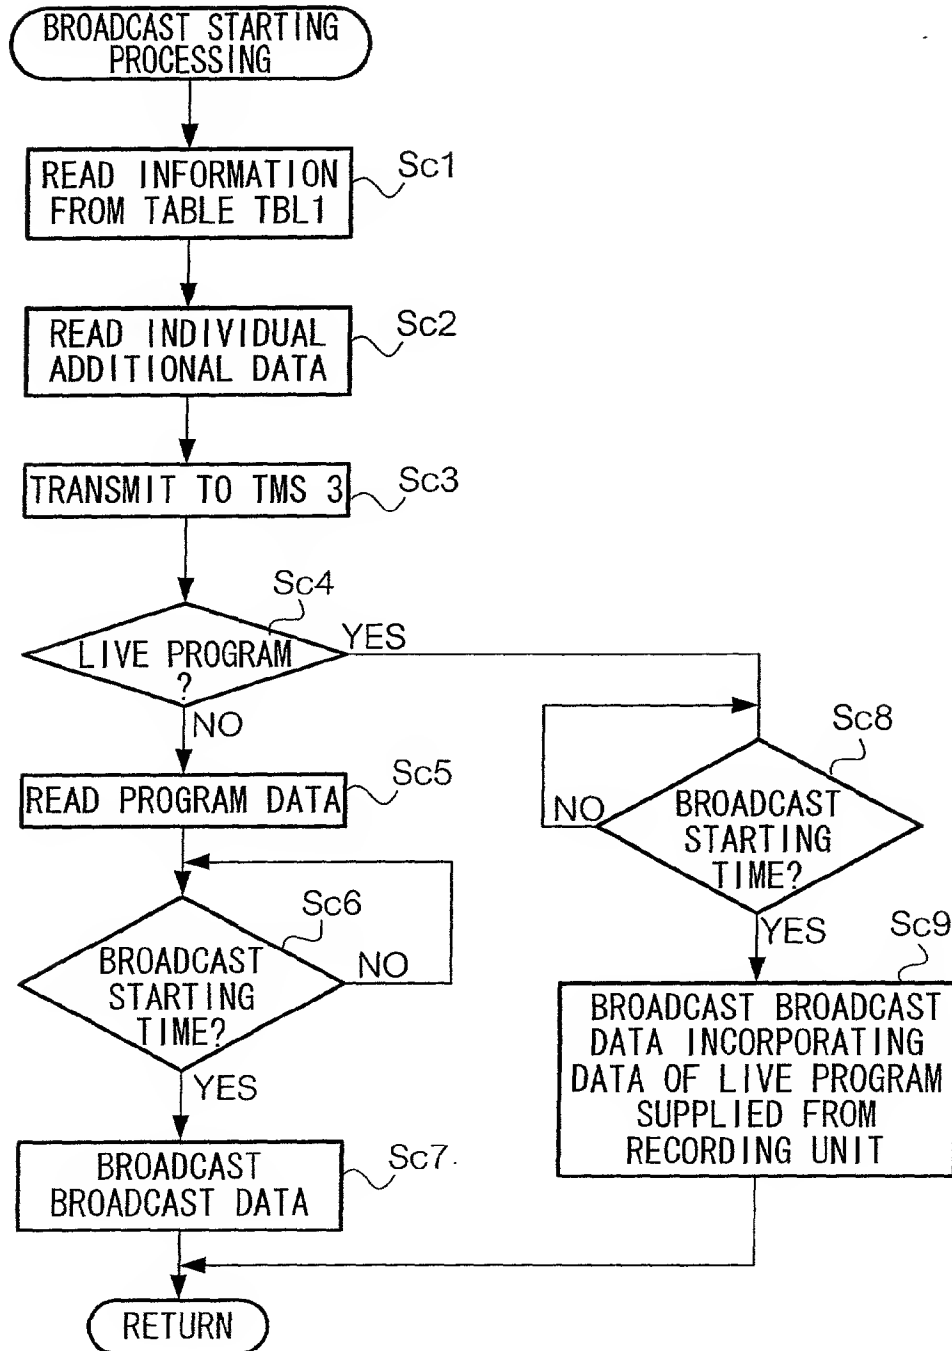 BROADCAST STARTING
PROCESSING
READ INFORMATION
FROM TABLE TBL1
Sc1
READ INDIVIDUAL
ADDITIONAL DATA
Sc2
TRANSMIT TO TMS 3
Sc3
Sc4
LIVE PROGRAM
?
YES
NO
READ PROGRAM DATA
Sc5
Sc6
BROADCAST
STARTING
TIME?
NO
YES
BROADCAST
BROADCAST DATA
Sc7.
Sc8
BROADCAST
STARTING
TIME?
NO
YES
Sc9
BROADCAST BROADCAST
DATA INCORPORATING
DATA OF LIVE PROGRAM
SUPPLIED FROM
RECORDING UNIT
RETURN